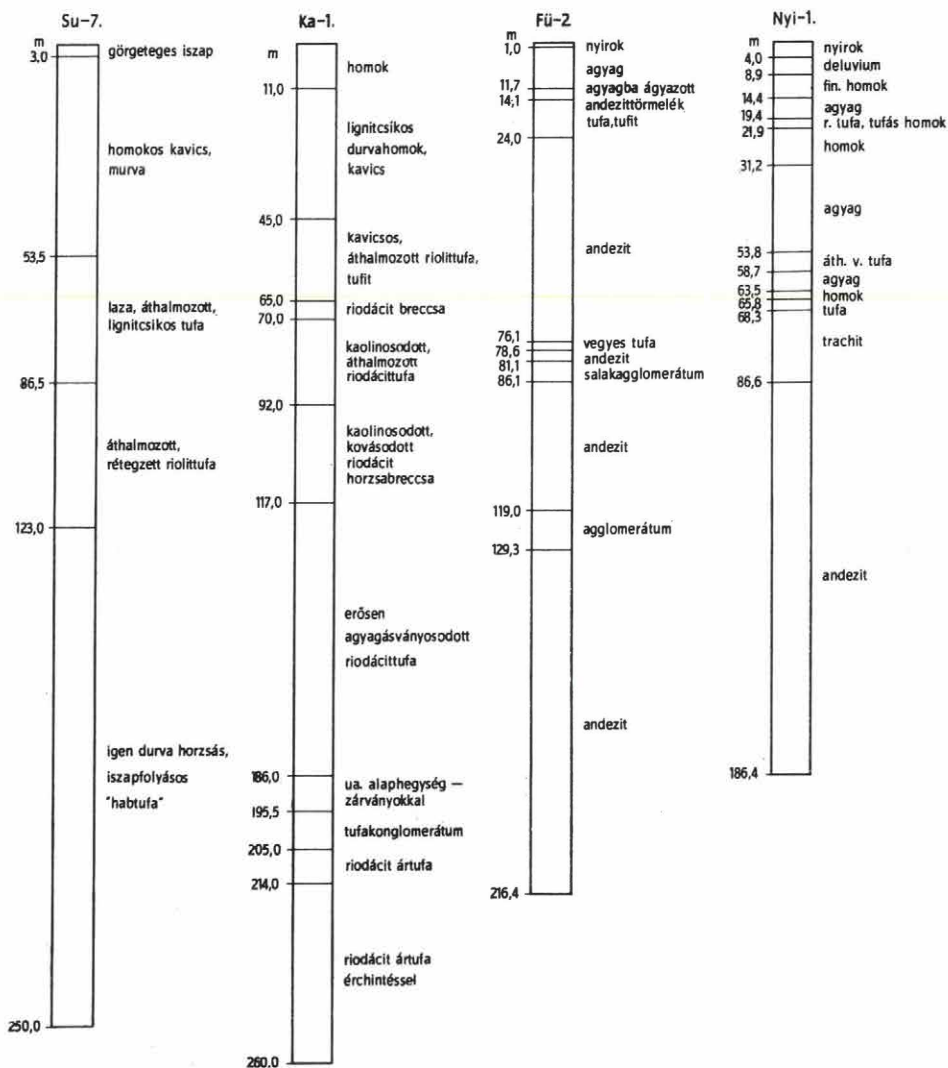 Su-7.
3,0
görgeteges iszap
homokos kavics,
murva
53,5
laza, áthalmozott,
lignitcsikos tufa
86,5
áthalmozott,
rétegzett riolittufa
123,0
igen durva horzsás,
iszapfolyásos
"habtufa"
250,0
Ka-1.
m
homok
11,0
lignitcsíkos
durvahomok,
kavics
45,0
kavicsos,
áthalmozott riolittufa,
tufit
65,0
riodácit breccsa
70,0
kaolinosodott,
áthalmozott
riodácittufa
92,0
kaolinosodott,
kovásodott
riodácit
horzsabreccsa
117,0
erősen
agyagásványosodott
riodácittufa
186,0
ua. alaphegység —
zárványokkal
195,5
tufakonglomerátum
205,0
riodácit ártufa
214,0
riodácit ártufa
érchintéssel
260.0
Fü-2
m
1,0
nyirok
agyag
11,7
agyagba ágyazott
14,1
andezittörmelék
tufa,tufit
24,0
andezit
76,1
vegyes tufa
78,6
andezit
81,1
salakagglomerátum
86,1
andezit
119,0
agglomerátum
129,3
andezit
216,4
Nyi-1.
m
nyirok
4,0
deluvium
8,9
fin. homok
14,4
agyag
19,4
r. tufa, tufás homok
21,9
homok
31,2
agyag
53,8
áth. v. tufa
58,7
agyag
63,5
homok
65,8
tufa
68,3
trachit
86,6
andezit
186,4
m